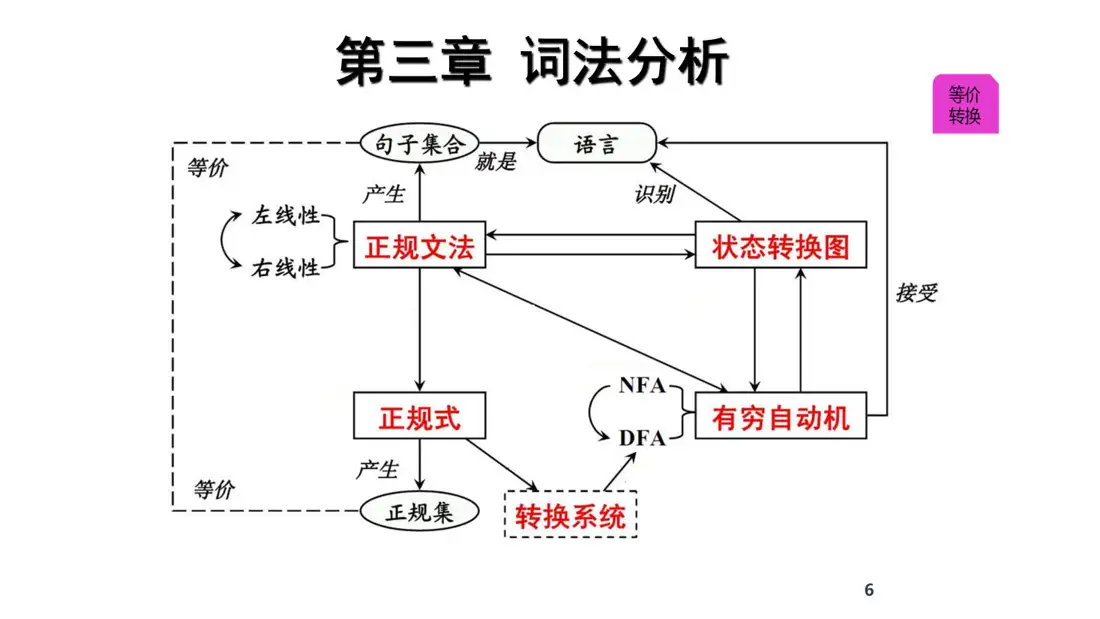 第三章 词法分析
等价
转换
句子集合
就是
语言
等价
产生
识别
左线性
右线性
正规文法
状态转换图
接受
NFA
DFA
正规式
有穷自动机
产生
等价
正规集
转换系统
6